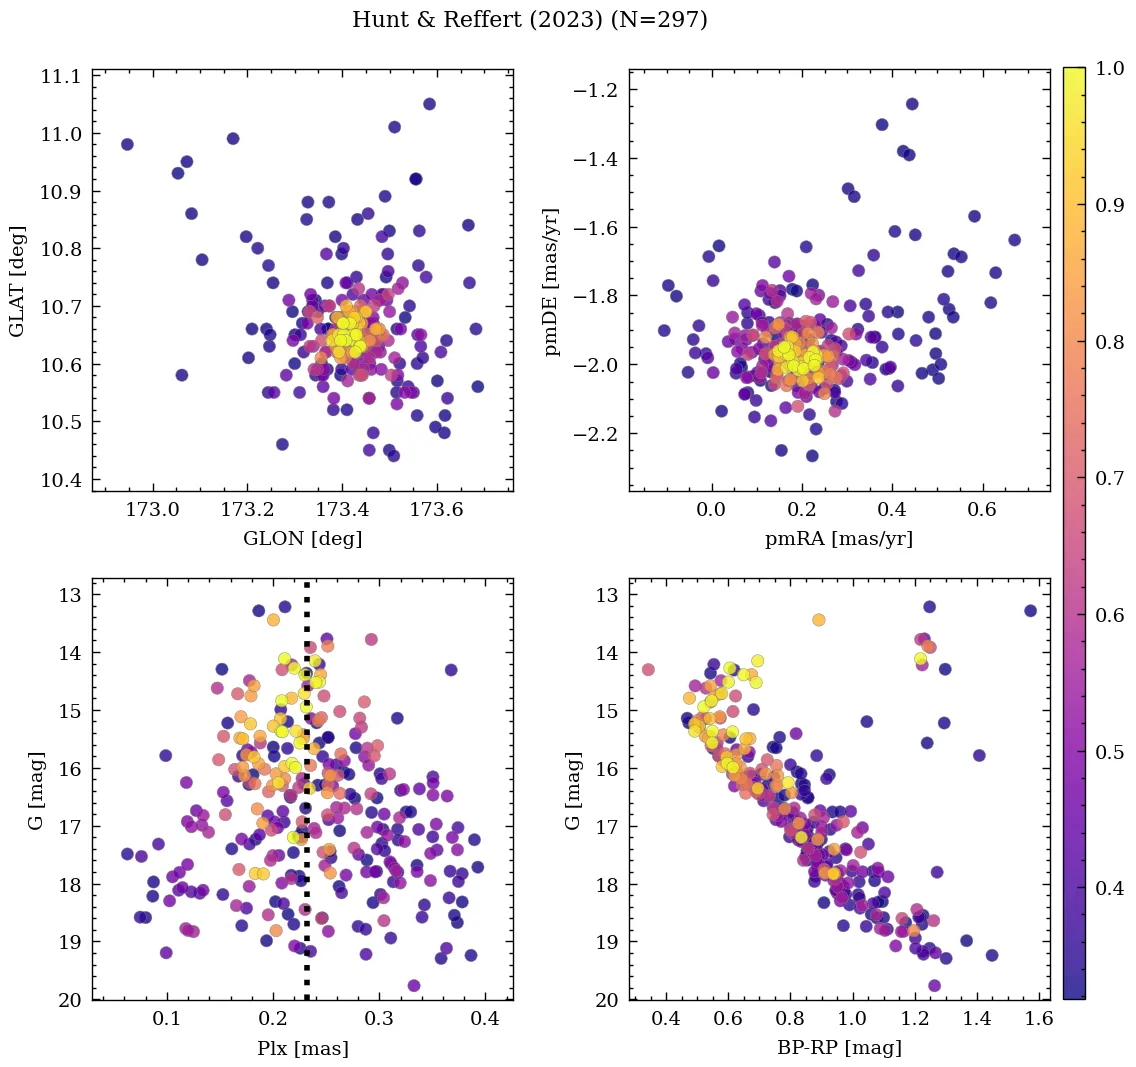 Hunt & Reffert (2023) (N=297)
11.1
11.0
10.9
10.8
10.7
10.6
10.5
10.4
GLAT [deg]
173.0 173.2 173.4 173.6
GLON [deg]
−1.2
−1.4
−1.6
−1.8
−2.0
−2.2
pmDE [mas/yr]
0.0 0.2 0.4 0.6
pmRA [mas/yr]
13
14
15
16
17
18
19
20
G [mag]
0.1 0.2 0.3 0.4
Plx [mas]
13
14
15
16
17
18
19
20
G [mag]
0.4 0.6 0.8 1.0 1.2 1.4 1.6
BP-RP [mag]
1.0
0.9
0.8
0.7
0.6
0.5
0.4